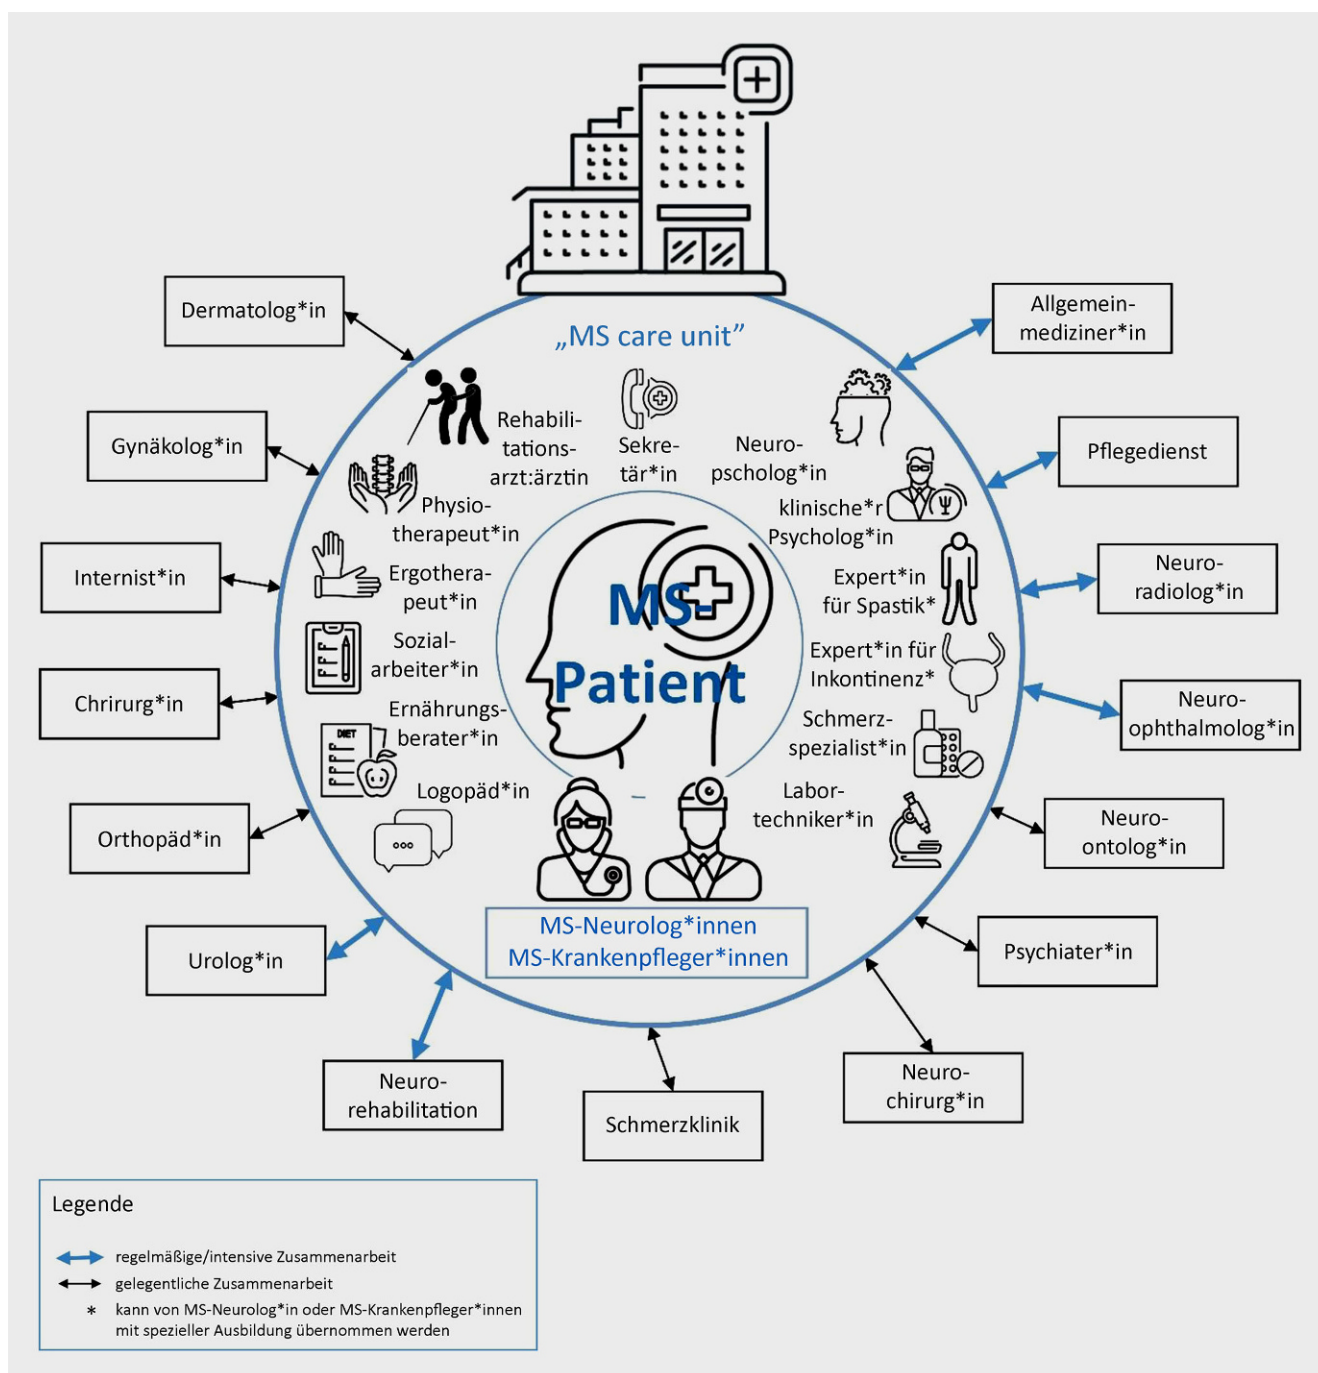 „MS care unit”
Dermatolog*in
Gynäkolog*in
Internist*in
Chrirurg*in
Orthopäd*in
Urolog*in
Neuro-
rehabilitation
Schmerzklinik
Neuro-
chirurg*in
Psychiater*in
Neuro-
ontolog*in
Neuro-
ophthalmolog*in
Neuro-
radiolog*in
Pflegedienst
Allgemein-
mediziner*in
Rehabili-
tations-
arzt:ärztin
Physio-
therapeut*in
Ergothera-
peut*in
Sozial-
arbeiter*in
Ernährungs-
berater*in
DIET
Logopäd*in
Sekre-
tär*in
Neuro-
pscholog*in
klinische*r
Psycholog*in
Ψ
Expert*in
für Spastik*
Expert*in für
Inkontinenz*
Schmerz-
spezialist*in
Labor-
techniker*in
MS-
Patient
MS-Neurolog*innen
MS-Krankenpfleger*innen
Legende
regelmäßige/intensive Zusammenarbeit
gelegentliche Zusammenarbeit
* kann von MS-Neurolog*in oder MS-Krankenpfleger*innen
mit spezieller Ausbildung übernommen werden